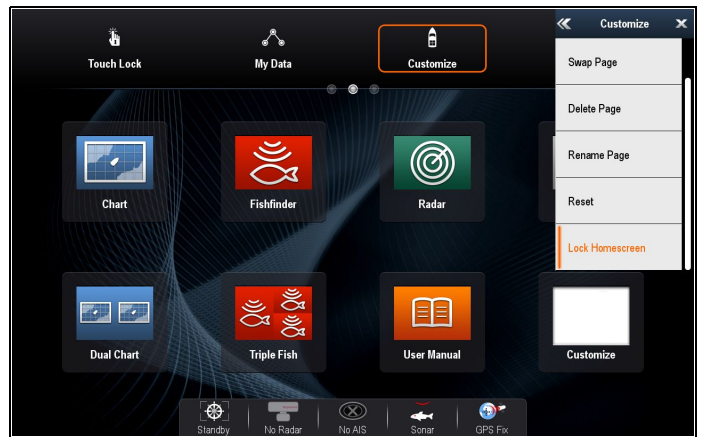 Touch Lock
My Data
Customize
Customize
Swap Page
Delete Page
Rename Page
Reset
Lock Homescreen
Chart
Fishfinder
Radar
Dual Chart
Triple Fish
User Manual
Customize
Standby
No Radar
No AIS
Sonar
GPS Fix